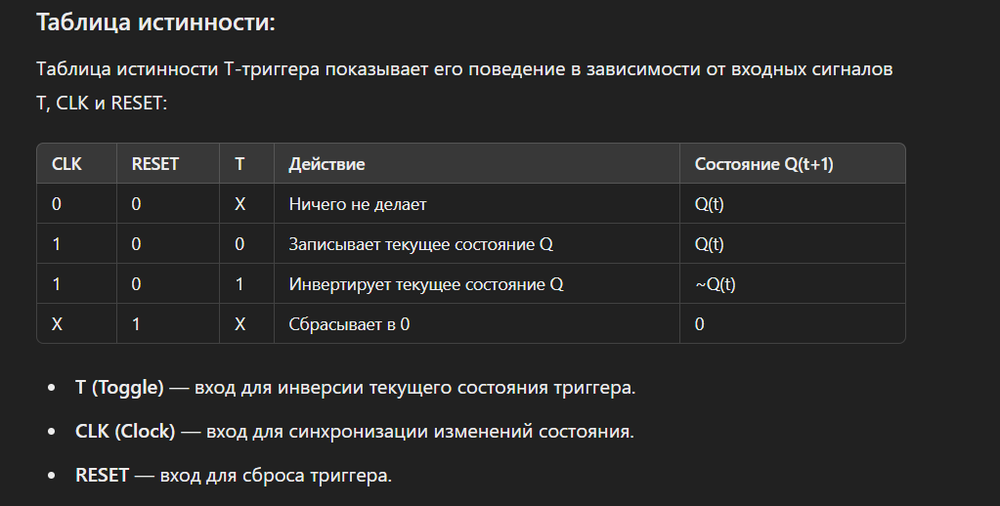 Таблица истинности:
Таблица истинности Т-триггера показывает его поведение в зависимости от входных сигналов
T, CLK и RESET:
CLK RESET T Действие Состояние Q(t+1)
0 0 X Ничего не делает Q(t)
1 0 0 Записывает текущее состояние Q Q(t)
1 0 1 Инвертирует текущее состояние Q ~Q(t)
X 1 X Сбрасывает в 0 0
• T (Toggle) — вход для инверсии текущего состояния триггера.
• CLK (Clock) — вход для синхронизации изменений состояния.
• RESET — вход для сброса триггера.